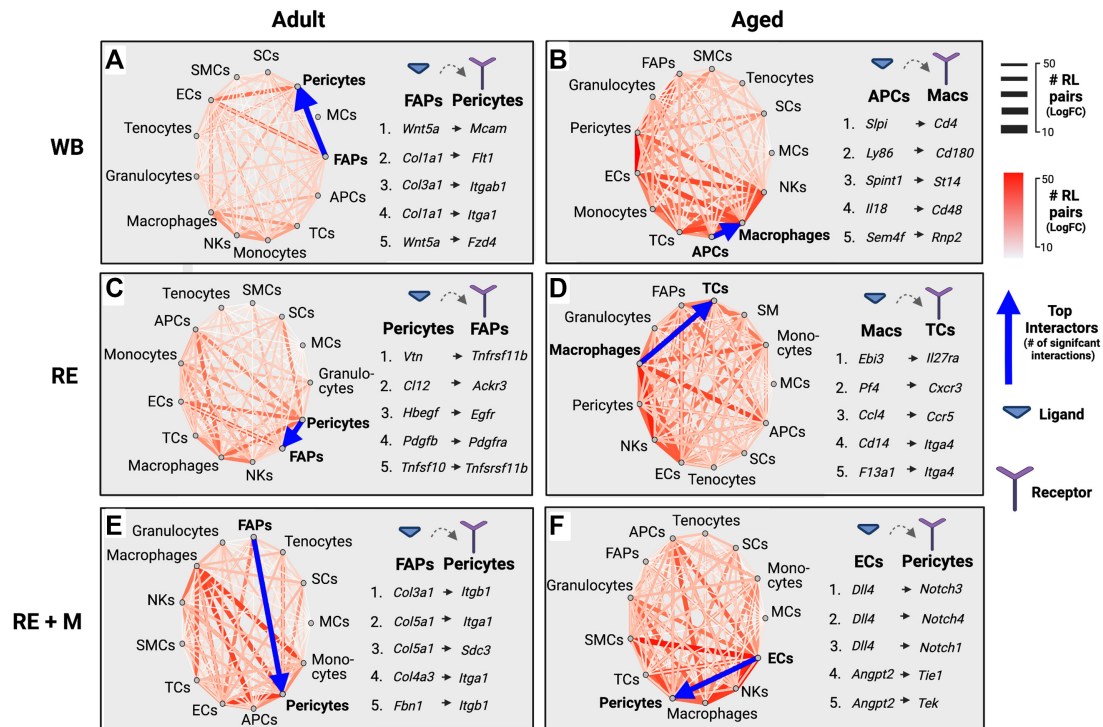 Adult
Aged
WB
RE
RE + M
A
SCs
SMCs
Pericytes
ECs
MCs
Tenocytes
FAPs
Granulocytes
APCs
Macrophages
TCs
NKs
Monocytes
FAPs Pericytes
1. Wnt5a Mcam
2. Col1a1 Flt1
3. Col3a1 Itgab1
4. Col1a1 Itga1
5. Wnt5a Fzd4
B
FAPs
SMCs
Granulocytes
Tenocytes
SCs
Pericytes
MCs
ECs
NKs
Monocytes
Macrophages
TCs
APCs
APCs Macs
1. Slpi Cd4
2. Ly86 Cd180
3. Spint1 St14
4. Il18 Cd48
5. Sem4f Rnp2
C
Tenocytes
SMCs
APCs
SCs
Monocytes
MCs
Granulo-
cytes
ECs
Pericytes
TCs
FAPs
Macrophages
NKs
Pericytes FAPs
1. Vtn Tnfrsf11b
2. Cl12 Ackr3
3. Hbegf Egfr
4. Pdgfb Pdgfra
5. Tnfsf10 Tnfsrsf11b
D
TCs
FAPs
SM
Granulocytes
Mono-
cytes
Macrophages
MCs
Pericytes
APCs
NKs
SCs
ECs
Tenocytes
Macs TCs
1. Ebi3 Il27ra
2. Pf4 Cxcr3
3. Ccl4 Ccr5
4. Cd14 Itga4
5. F13a1 Itga4
E
FAPs
Granulocytes
Tenocytes
Macrophages
SCs
NKs
MCs
SMCs
Mono-
cytes
TCs
Pericytes
ECs
APCs
FAPs Pericytes
1. Col3a1 Itgb1
2. Col5a1 Itga1
3. Col5a1 Sdc3
4. Col4a3 Itga1
5. Fbn1 Itgb1
F
Tenocytes
APCs
SCs
FAPs
Mono-
cytes
Granulocytes
MCs
SMCs
ECs
TCs
NKs
Pericytes
Macrophages
ECs Pericytes
1. Dll4 Notch3
2. Dll4 Notch4
3. Dll4 Notch1
4. Angpt2 Tie1
5. Angpt2 Tek
50
# RL
pairs
(LogFC)
10
50
# RL
pairs
(LogFC)
10
Top
Interactors
(# of signifcant
interactions)
Ligand
Receptor